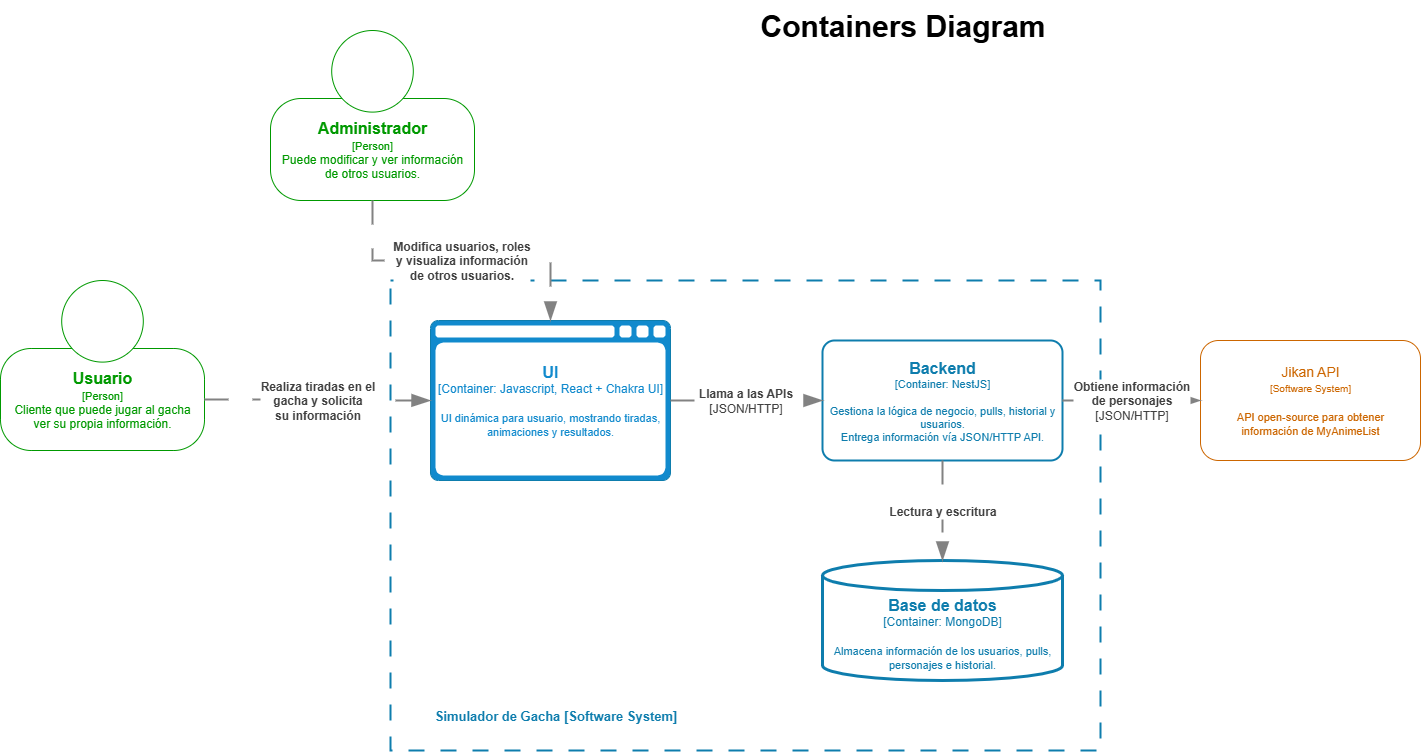 Containers Diagram
Administrador
[Person]
Puede modificar y ver información
de otros usuarios.
Modifica usuarios, roles
y visualiza información
de otros usuarios.
Usuario
[Person]
Cliente que puede jugar al gacha
ver su propia información.
Realiza tiradas en el
gacha y solicita
su información
UI
[Container: Javascript, React + Chakra UI]
UI dinámica para usuario, mostrando tiradas,
animaciones y resultados.
Llama a las APIs
[JSON/HTTP]
Backend
[Container: NestJS]
Gestiona la lógica de negocio, pulls, historial y
usuarios.
Entrega información vía JSON/HTTP API.
Obtiene información
de personajes
[JSON/HTTP]
Jikan API
[Software System]
API open-source para obtener
información de MyAnimeList
Lectura y escritura
Base de datos
[Container: MongoDB]
Almacena información de los usuarios, pulls,
personajes e historial.
Simulador de Gacha [Software System]